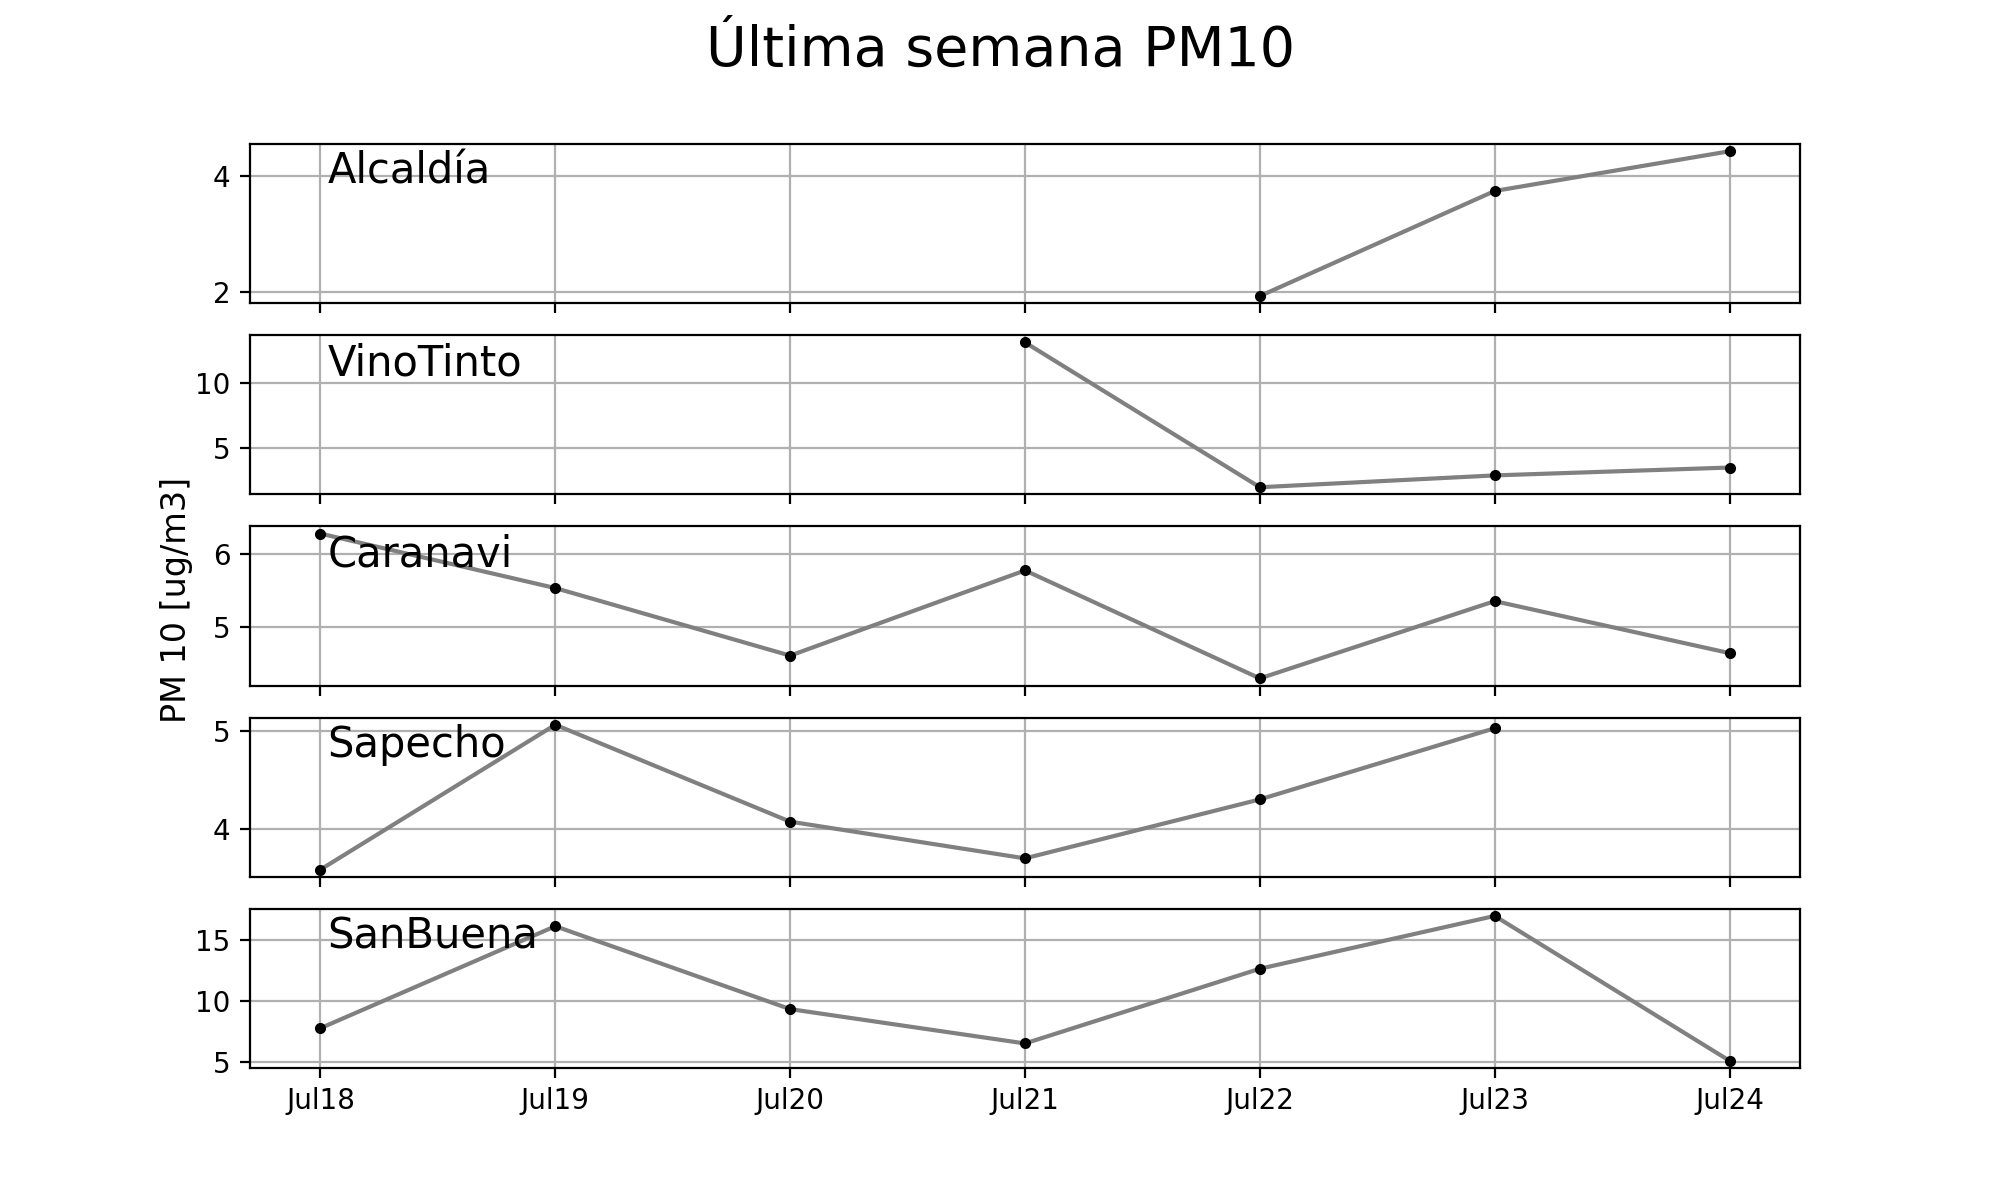 Última semana PM10
Alcaldía
4
2
VinoTinto
10
5
PM 10 [ug/m3]
Caranavi
6
5
Sapecho
5
4
SanBuena
15
10
5
Jul18 Jul19 Jul20 Jul21 Jul22 Jul23 Jul24